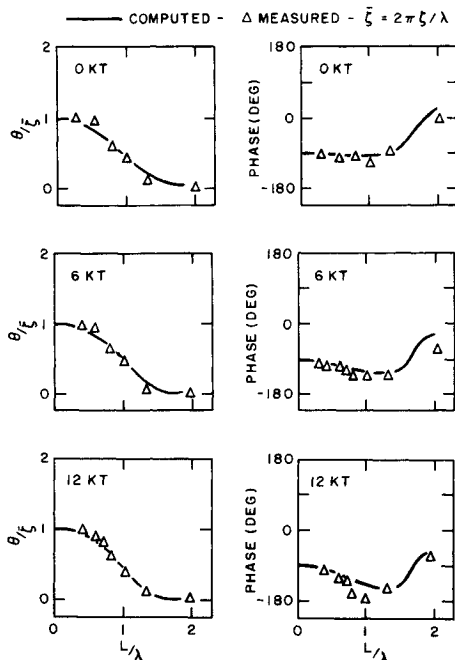 — COMPUTED - △ MEASURED - ζ̄ = 2πζ/λ
0 KT
2
1
0
θ/ζ̄
0 KT
180
0
-180
PHASE (DEG)
6 KT
2
1
0
θ/ζ̄
6 KT
180
0
-180
PHASE (DEG)
12 KT
2
1
0
θ/ζ̄
0 1 2
L/λ
12 KT
180
0
-180
PHASE (DEG)
0 1 2
L/λ